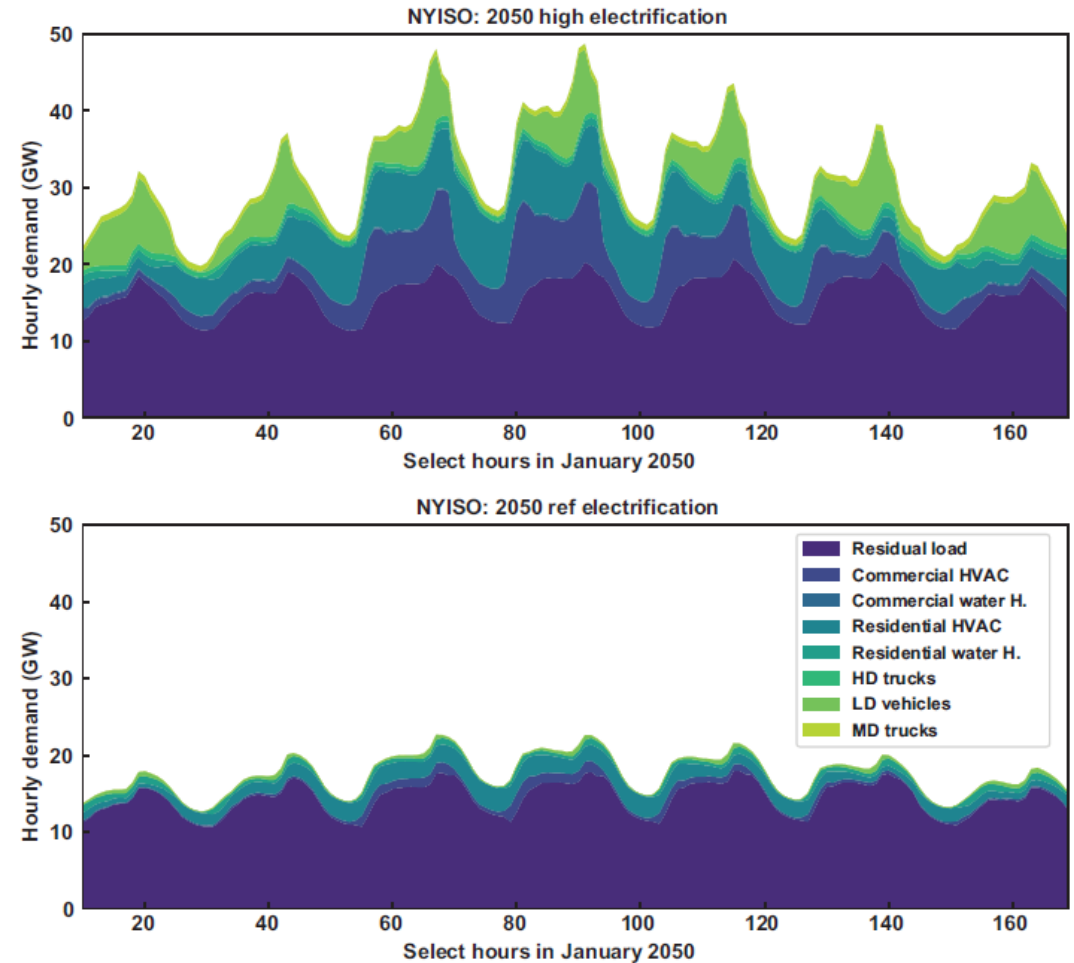 NYISO: 2050 high electrification
50
40
30
20
10
0
Hourly demand (GW)
20 40 60 80 100 120 140 160
Select hours in January 2050
NYISO: 2050 ref electrification
50
40
30
20
10
0
Hourly demand (GW)
Residual load
Commercial HVAC
Commercial water H.
Residential HVAC
Residential water H.
HD trucks
LD vehicles
MD trucks
20 40 60 80 100 120 140 160
Select hours in January 2050